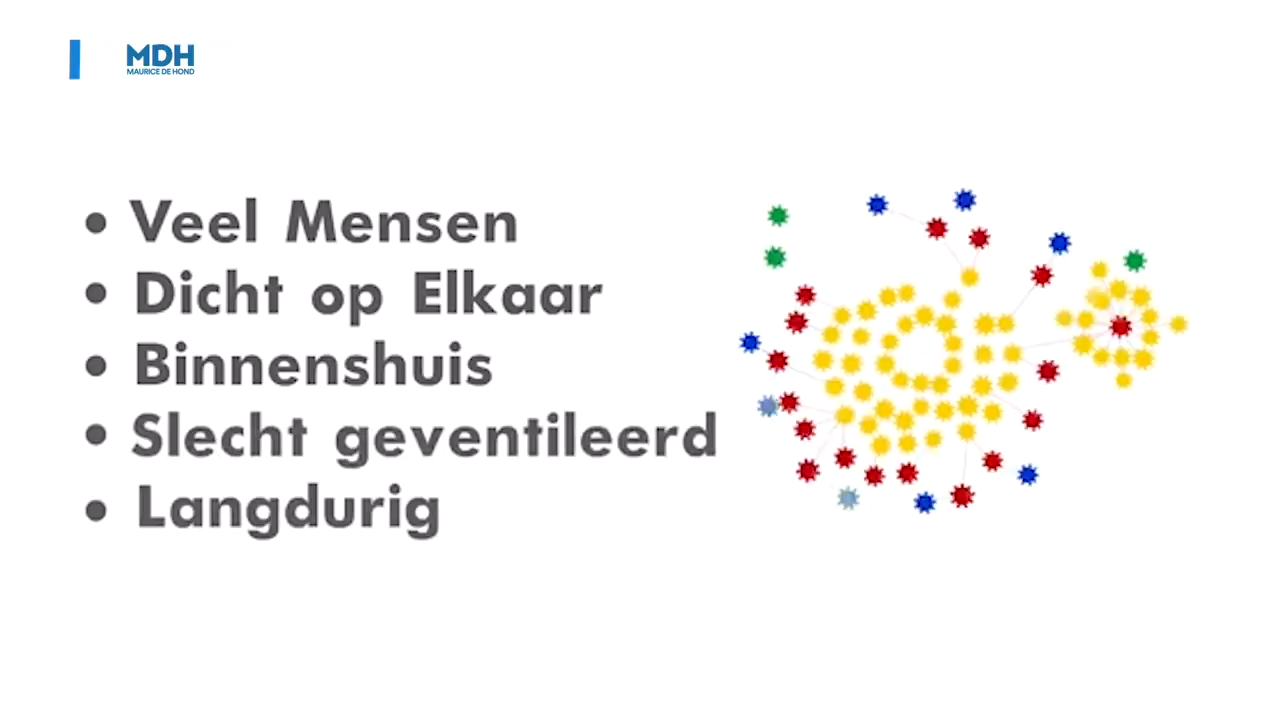 MDH
MAURICE DE HOND
• Veel Mensen
• Dicht op Elkaar
• Binnenshuis
• Slecht geventileerd
• Langdurig